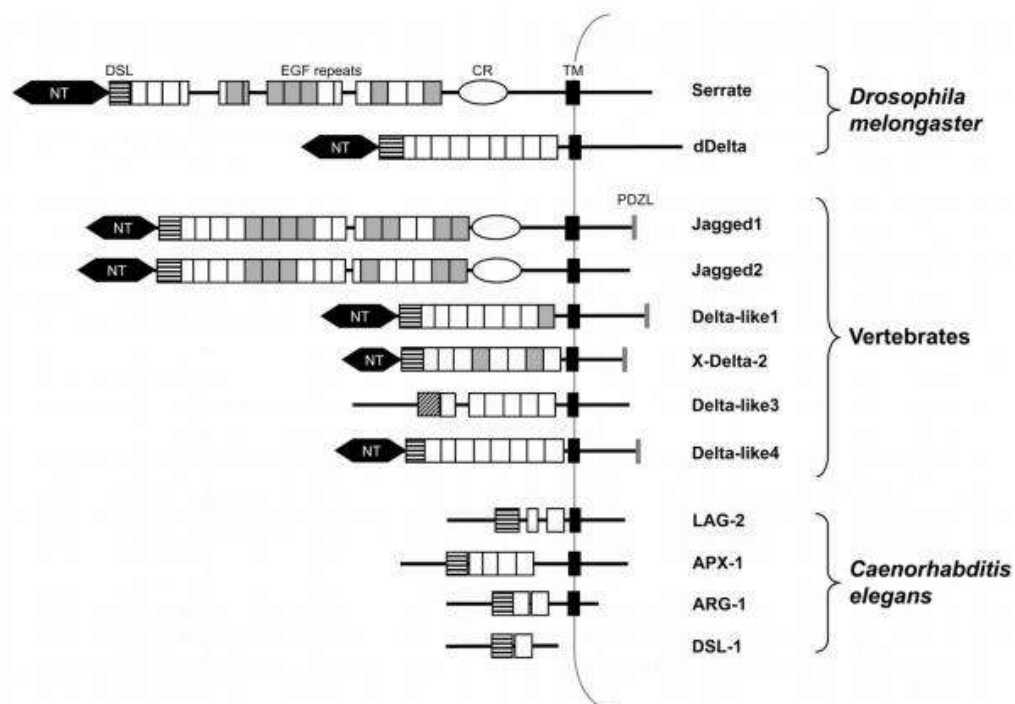 DSL EGF repeats CR TM
NT Serrate
NT dDelta
Drosophila
melongaster
PDZL
NT Jagged1
NT Jagged2
NT Delta-like1
NT X-Delta-2
Delta-like3
NT Delta-like4
Vertebrates
LAG-2
APX-1
ARG-1
DSL-1
Caenorhabditis
elegans